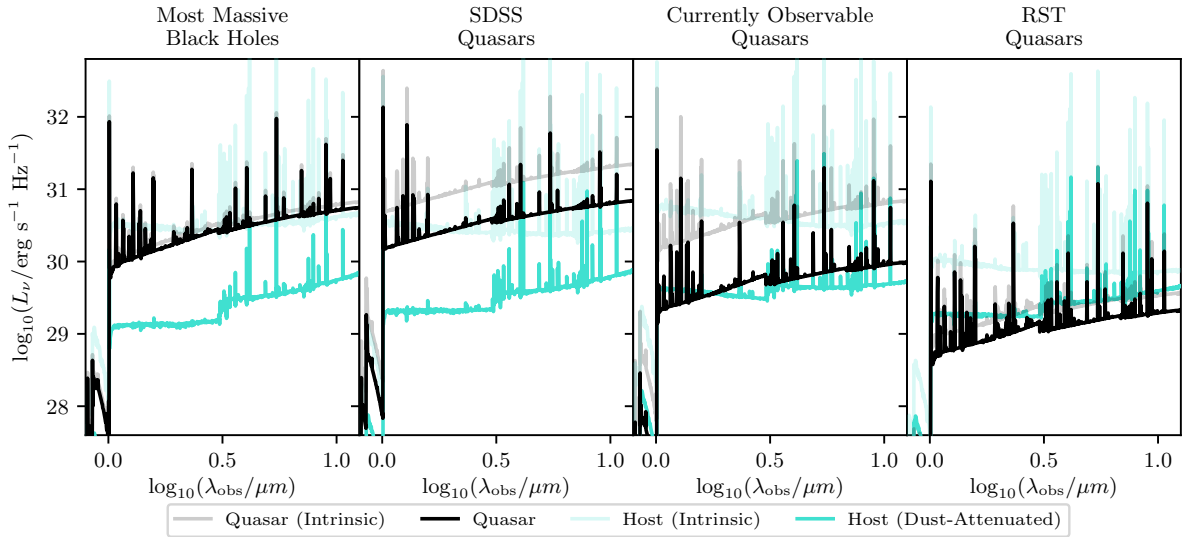 Most Massive
Black Holes
SDSS
Quasars
Currently Observable
Quasars
RST
Quasars
log₁₀(Lν/erg s⁻¹ Hz⁻¹)
32
31
30
29
28
0.0 0.5 1.0
0.0 0.5 1.0
0.0 0.5 1.0
0.0 0.5 1.0
log₁₀(λobs/μm)
log₁₀(λobs/μm)
log₁₀(λobs/μm)
log₁₀(λobs/μm)
Quasar (Intrinsic) Quasar Host (Intrinsic) Host (Dust-Attenuated)